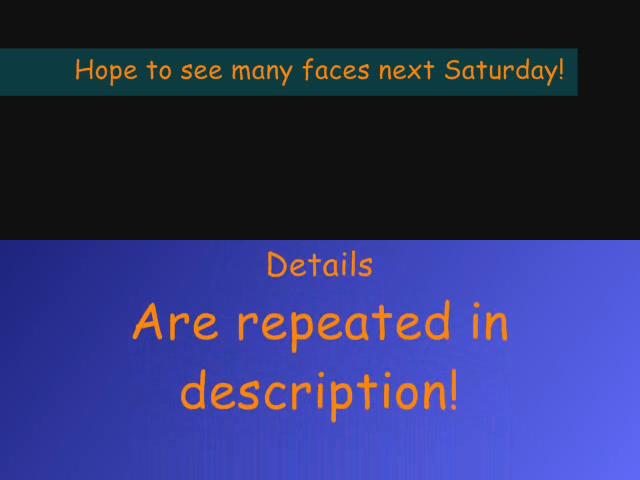 Hope to see many faces next Saturday!
Details
Are repeated in
description!